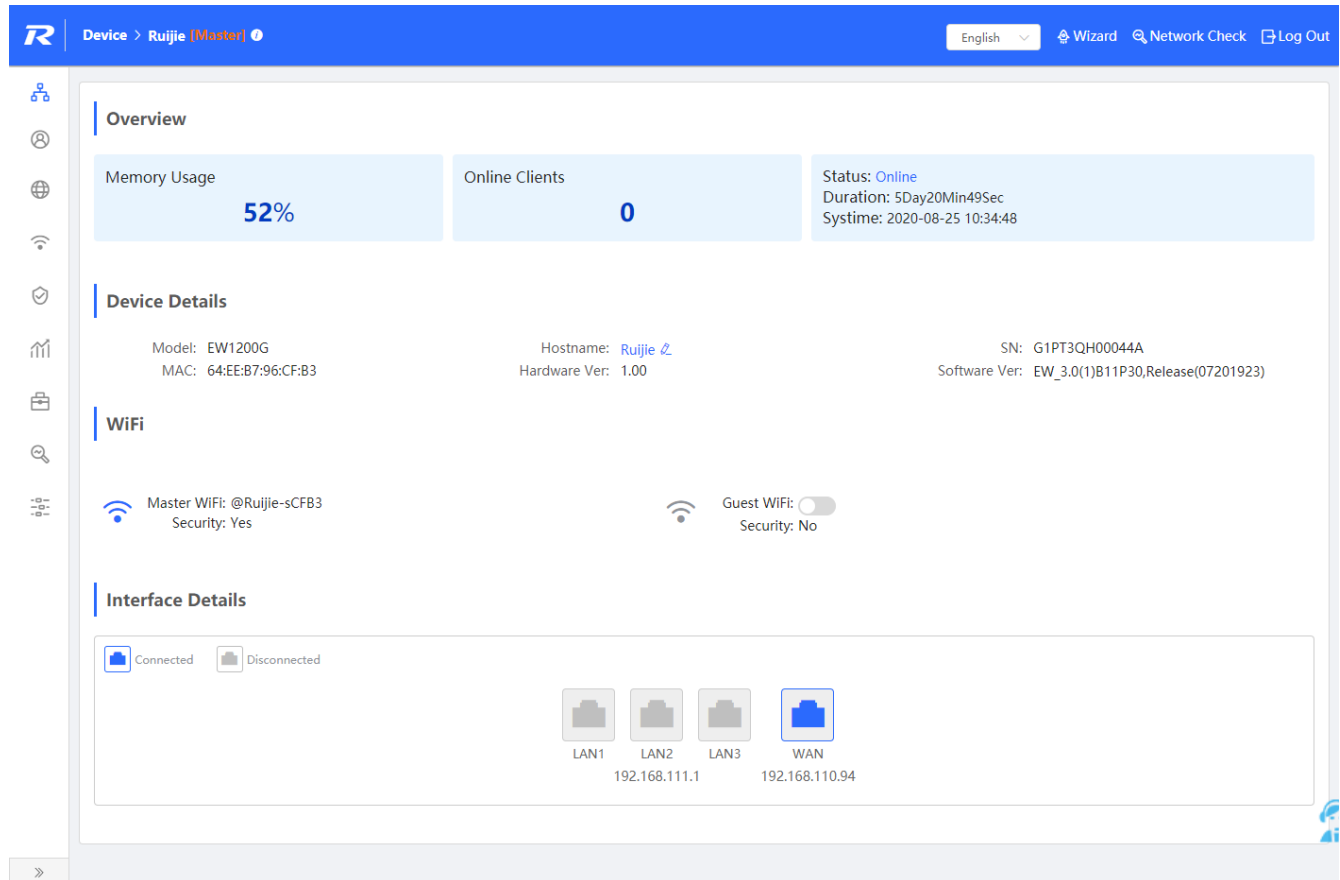 Device > Ruijie [Master] English Wizard Network Check Log Out
Overview
Memory Usage
52%
Online Clients
0
Status: Online
Duration: 5Day20Min49Sec
Systime: 2020-08-25 10:34:48
Device Details
Model: EW1200G
MAC: 64:EE:B7:96:CF:B3
Hostname: Ruijie
Hardware Ver: 1.00
SN: G1PT3QH00044A
Software Ver: EW_3.0(1)B11P30,Release(07201923)
WiFi
Master WiFi: @Ruijie-sCFB3
Security: Yes
Guest WiFi:
Security: No
Interface Details
Connected Disconnected
LAN1 LAN2 LAN3 WAN
192.168.111.1 192.168.110.94